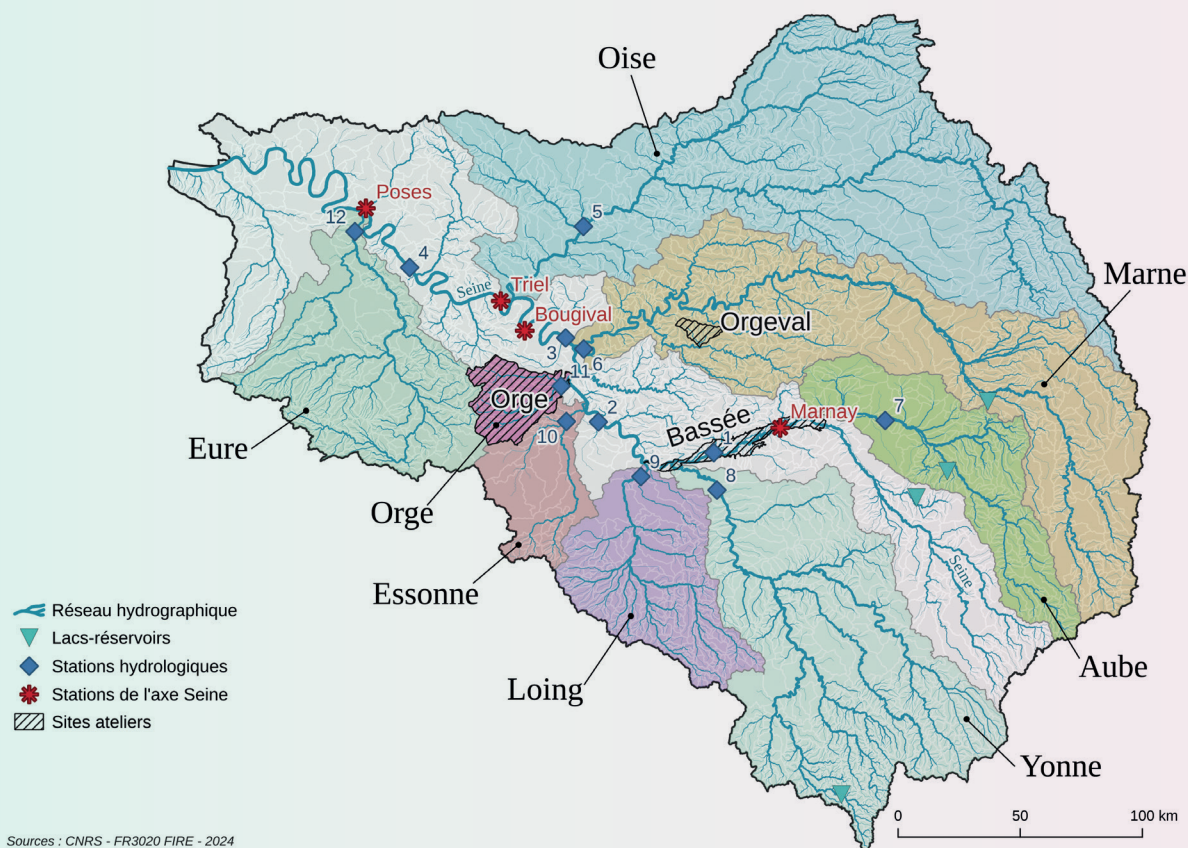 Oise
Poses
12
5
4
Marne
Seine
Triel
Bougival
Orgeval
3
6
11
Orge
2
Bassée
Marnay
7
10
1
Eure
9
8
Orge
Essonne
Seine
Réseau hydrographique
Lacs-réservoirs
Stations hydrologiques
Stations de l'axe Seine
Sites ateliers
Loing
Aube
Yonne
0
50
100 km
Sources : CNRS - FR3020 FIRE - 2024